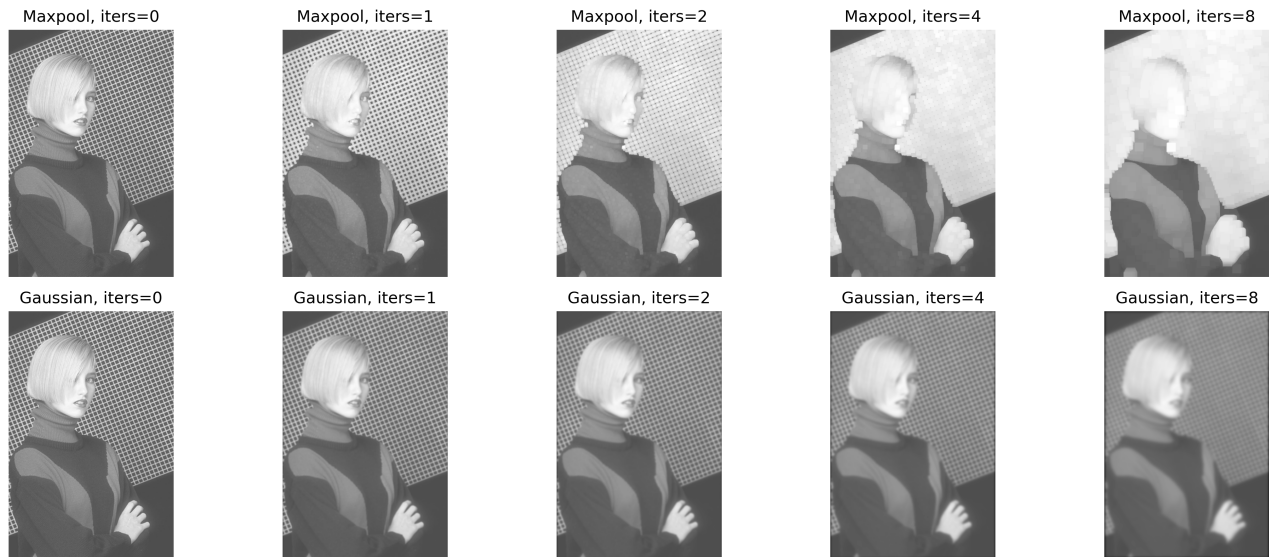 Maxpool, iters=0
Maxpool, iters=1
Maxpool, iters=2
Maxpool, iters=4
Maxpool, iters=8
Gaussian, iters=0
Gaussian, iters=1
Gaussian, iters=2
Gaussian, iters=4
Gaussian, iters=8